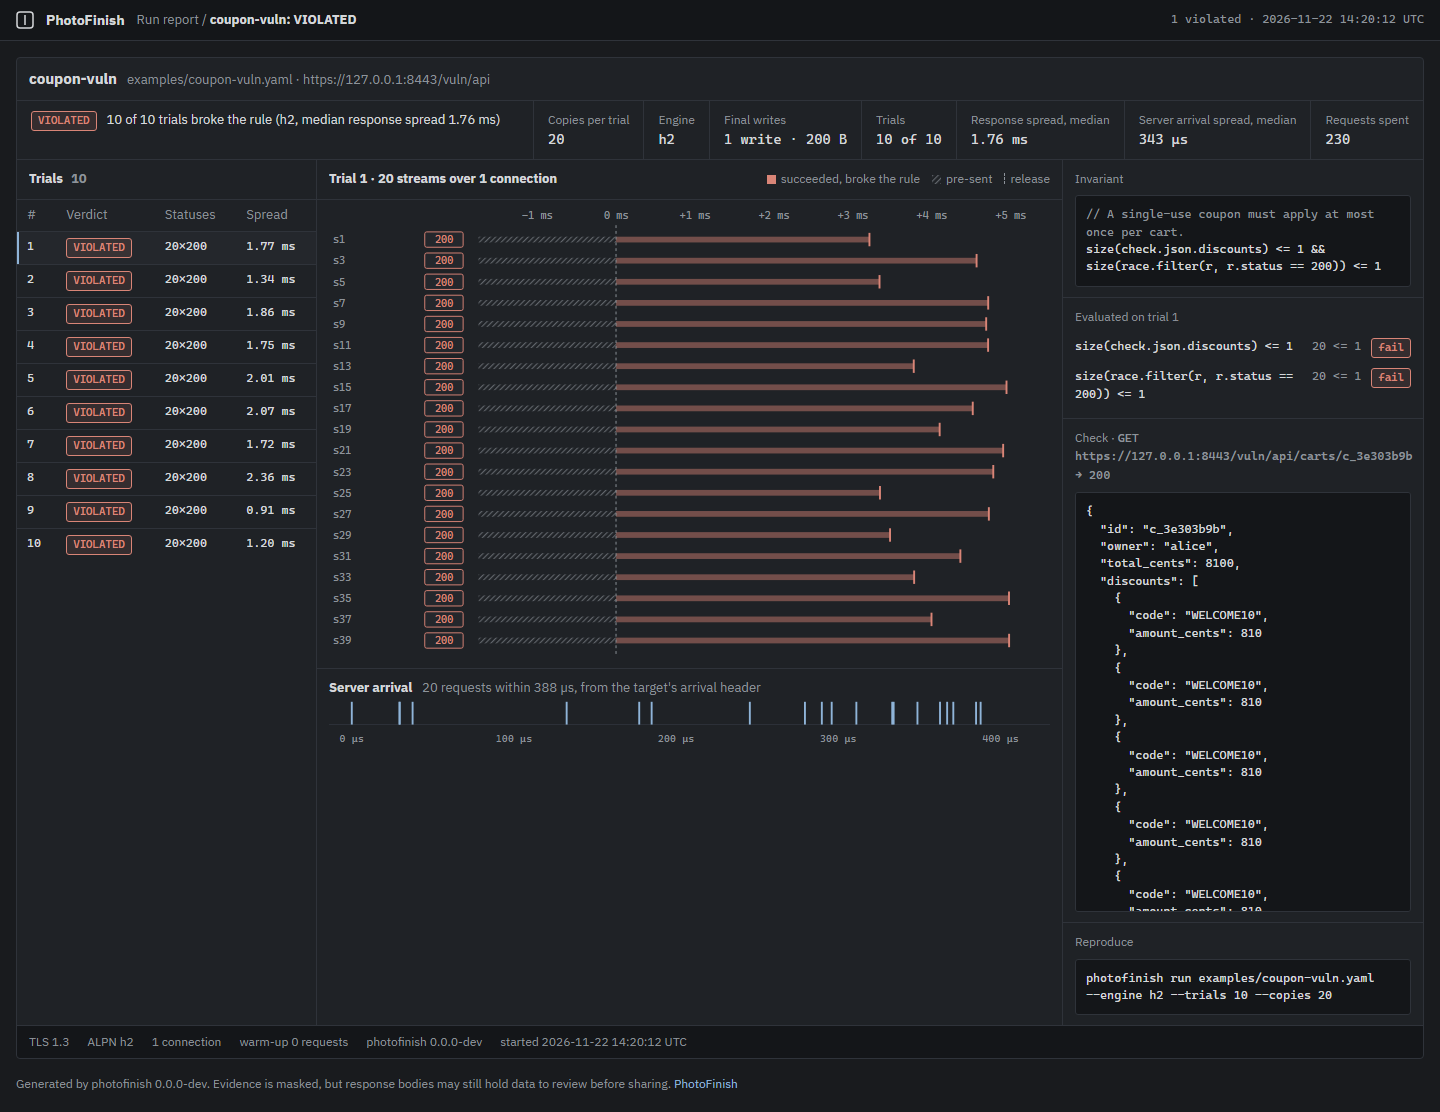 PhotoFinish Run report / coupon-vuln: VIOLATED 1 violated · 2026-11-22 14:20:12 UTC
coupon-vuln examples/coupon-vuln.yaml · https://127.0.0.1:8443/vuln/api
VIOLATED 10 of 10 trials broke the rule (h2, median response spread 1.76 ms)
Copies per trial
20
Engine
h2
Final writes
1 write · 200 B
Trials
10 of 10
Response spread, median
1.76 ms
Server arrival spread, median
343 µs
Requests spent
230
Trials 10
# Verdict Statuses Spread
1 VIOLATED 20×200 1.77 ms
2 VIOLATED 20×200 1.34 ms
3 VIOLATED 20×200 1.86 ms
4 VIOLATED 20×200 1.75 ms
5 VIOLATED 20×200 2.01 ms
6 VIOLATED 20×200 2.07 ms
7 VIOLATED 20×200 1.72 ms
8 VIOLATED 20×200 2.36 ms
9 VIOLATED 20×200 0.91 ms
10 VIOLATED 20×200 1.20 ms
Trial 1 · 20 streams over 1 connection succeeded, broke the rule pre-sent release
−1 ms 0 ms +1 ms +2 ms +3 ms +4 ms +5 ms
s1 200
s3 200
s5 200
s7 200
s9 200
s11 200
s13 200
s15 200
s17 200
s19 200
s21 200
s23 200
s25 200
s27 200
s29 200
s31 200
s33 200
s35 200
s37 200
s39 200
Server arrival 20 requests within 388 µs, from the target's arrival header
0 µs 100 µs 200 µs 300 µs 400 µs
Invariant
// A single-use coupon must apply at most
once per cart.
size(check.json.discounts) <= 1 &&
size(race.filter(r, r.status == 200)) <= 1
Evaluated on trial 1
size(check.json.discounts) <= 1 20 <= 1 fail
size(race.filter(r, r.status == 20 <= 1 fail
200)) <= 1
Check · GET
https://127.0.0.1:8443/vuln/api/carts/c_3e303b9b
→ 200
{
"id": "c_3e303b9b",
"owner": "alice",
"total_cents": 8100,
"discounts": [
{
"code": "WELCOME10",
"amount_cents": 810
},
{
"code": "WELCOME10",
"amount_cents": 810
},
{
"code": "WELCOME10",
"amount_cents": 810
},
{
"code": "WELCOME10",
"amount_cents": 810
},
{
"code": "WELCOME10",
"amount_cents": 810
Reproduce
photofinish run examples/coupon-vuln.yaml
--engine h2 --trials 10 --copies 20
TLS 1.3 ALPN h2 1 connection warm-up 0 requests photofinish 0.0.0-dev started 2026-11-22 14:20:12 UTC
Generated by photofinish 0.0.0-dev. Evidence is masked, but response bodies may still hold data to review before sharing. PhotoFinish